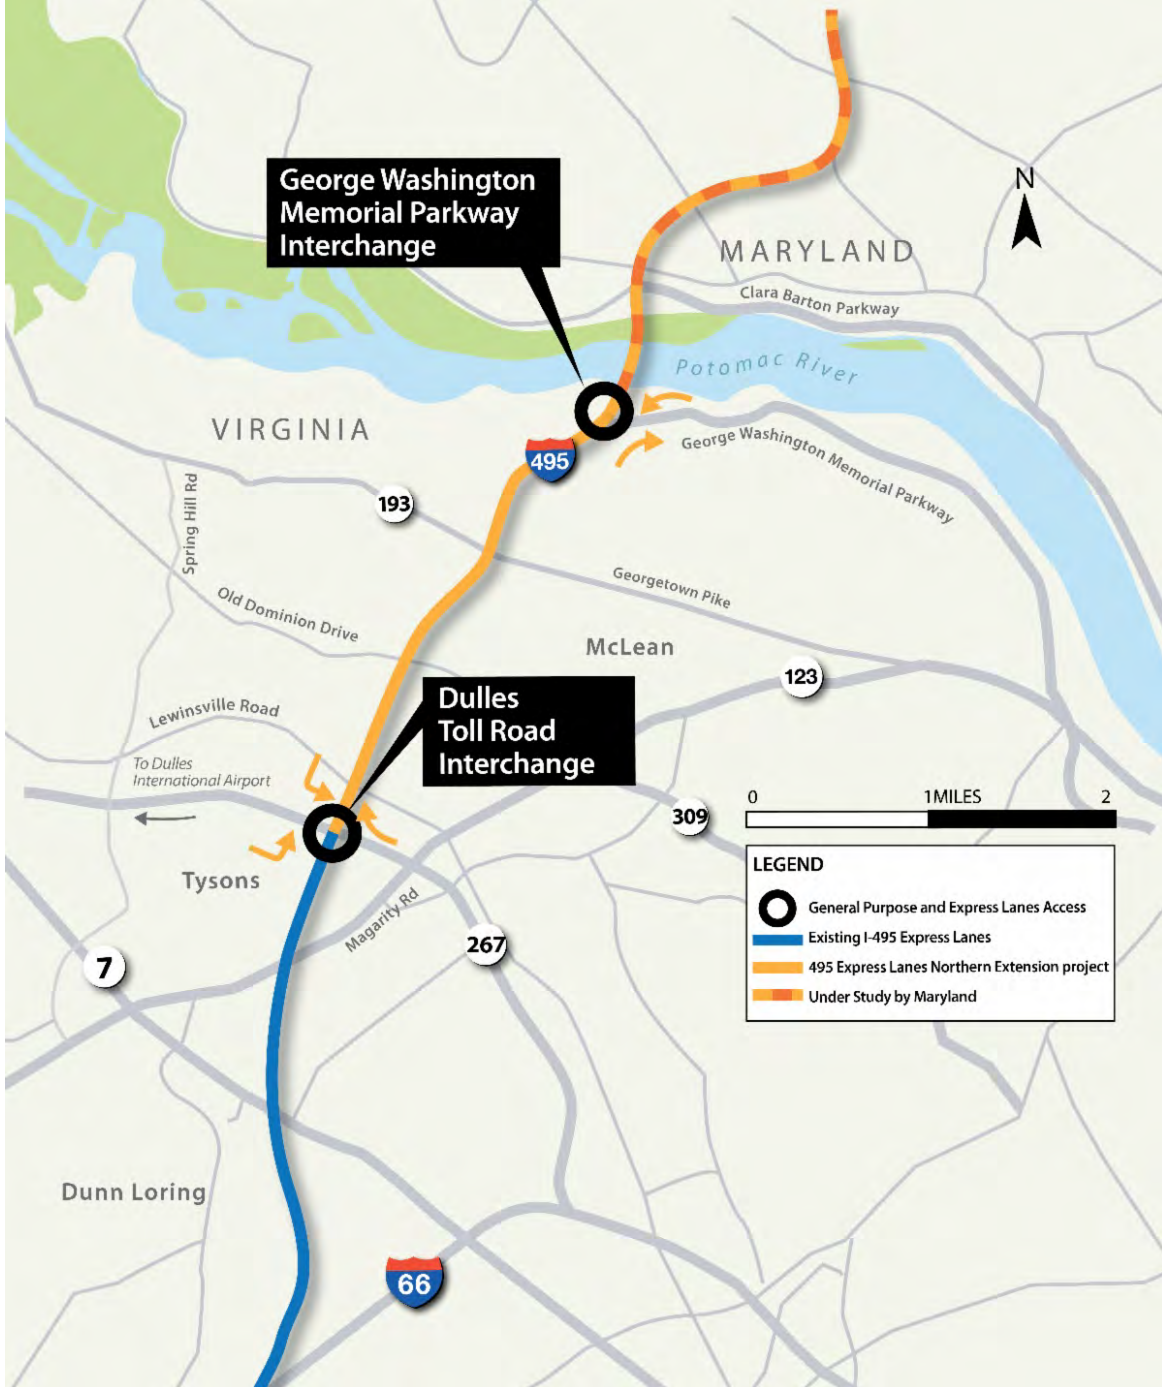 George Washington
Memorial Parkway
Interchange
N
MARYLAND
Clara Barton Parkway
Potomac River
VIRGINIA
495
George Washington Memorial Parkway
193
Spring Hill Rd
Georgetown Pike
Old Dominion Drive
McLean
123
Dulles
Toll Road
Interchange
Lewinsville Road
To Dulles
International Airport
0 1 MILES 2
309
LEGEND
General Purpose and Express Lanes Access
Existing I-495 Express Lanes
495 Express Lanes Northern Extension project
Under Study by Maryland
Tysons
Magarity Rd
267
7
Dunn Loring
66